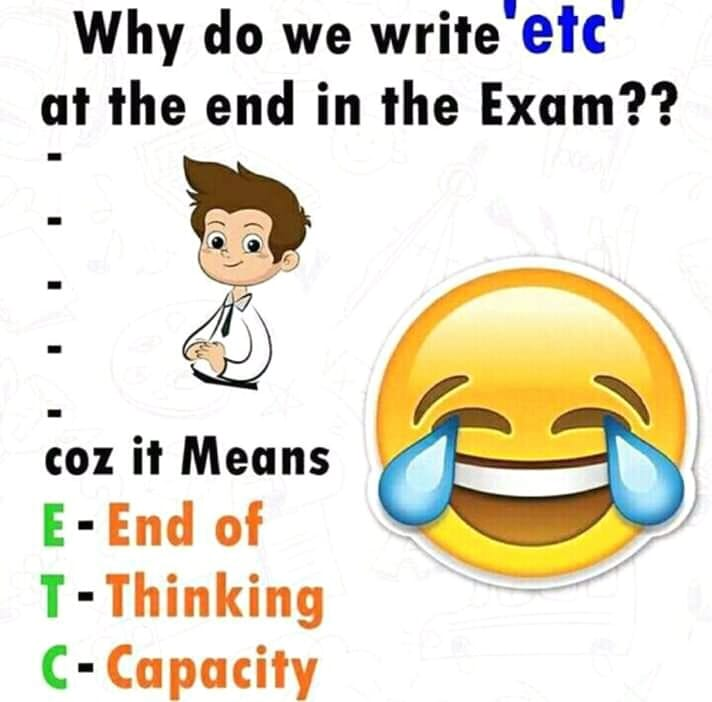 Why do we write 'etc'
at the end in the Exam??
-
-
-
-
-
coz it Means
E - End of
T - Thinking
C - Capacity